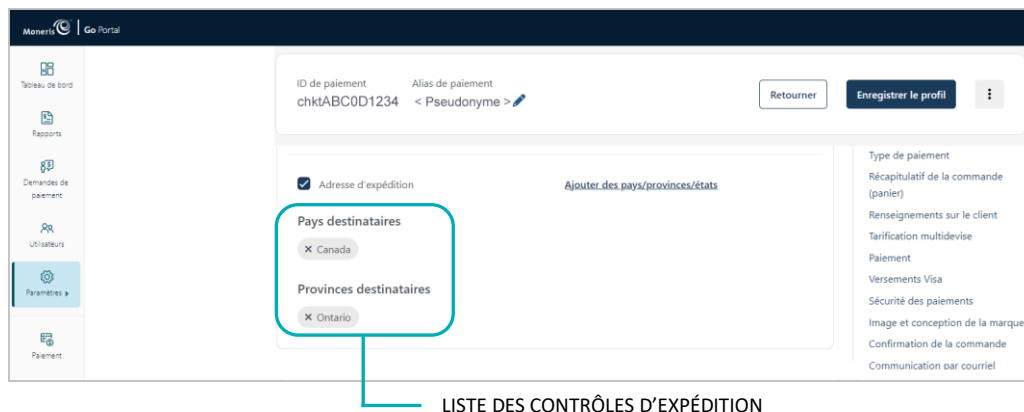 Moneris Go Portal
Tableau de bord
Rapports
Demandes de
paiement
Utilisateurs
Paramètres
Paiement
ID de paiement Alias de paiement
chktABC0D1234 < Pseudonyme >
Retourner
Enregistrer le profil
Adresse d'expédition
Ajouter des pays/provinces/états
Pays destinataires
× Canada
Provinces destinataires
× Ontario
Type de paiement
Récapitulatif de la commande
(panier)
Renseignements sur le client
Tarification multidevise
Paiement
Versements Visa
Sécurité des paiements
Image et conception de la marque
Confirmation de la commande
Communication par courriel
LISTE DES CONTRÔLES D'EXPÉDITION